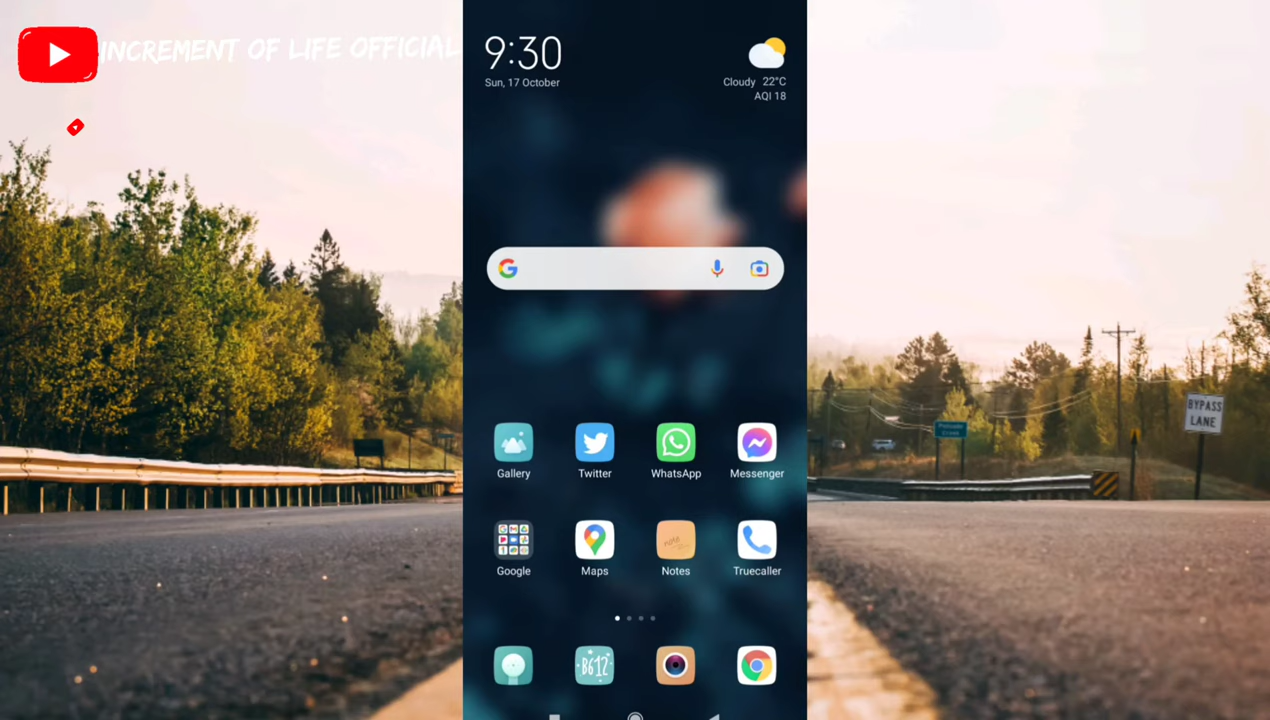 INCREMENT OF LIFE OFFICIAL
9:30
Sun, 17 October
Cloudy 22°C
AQI 18
Gallery
Twitter
WhatsApp
Messenger
Google
Maps
Notes
Truecaller
B612
BYPASS
LANE